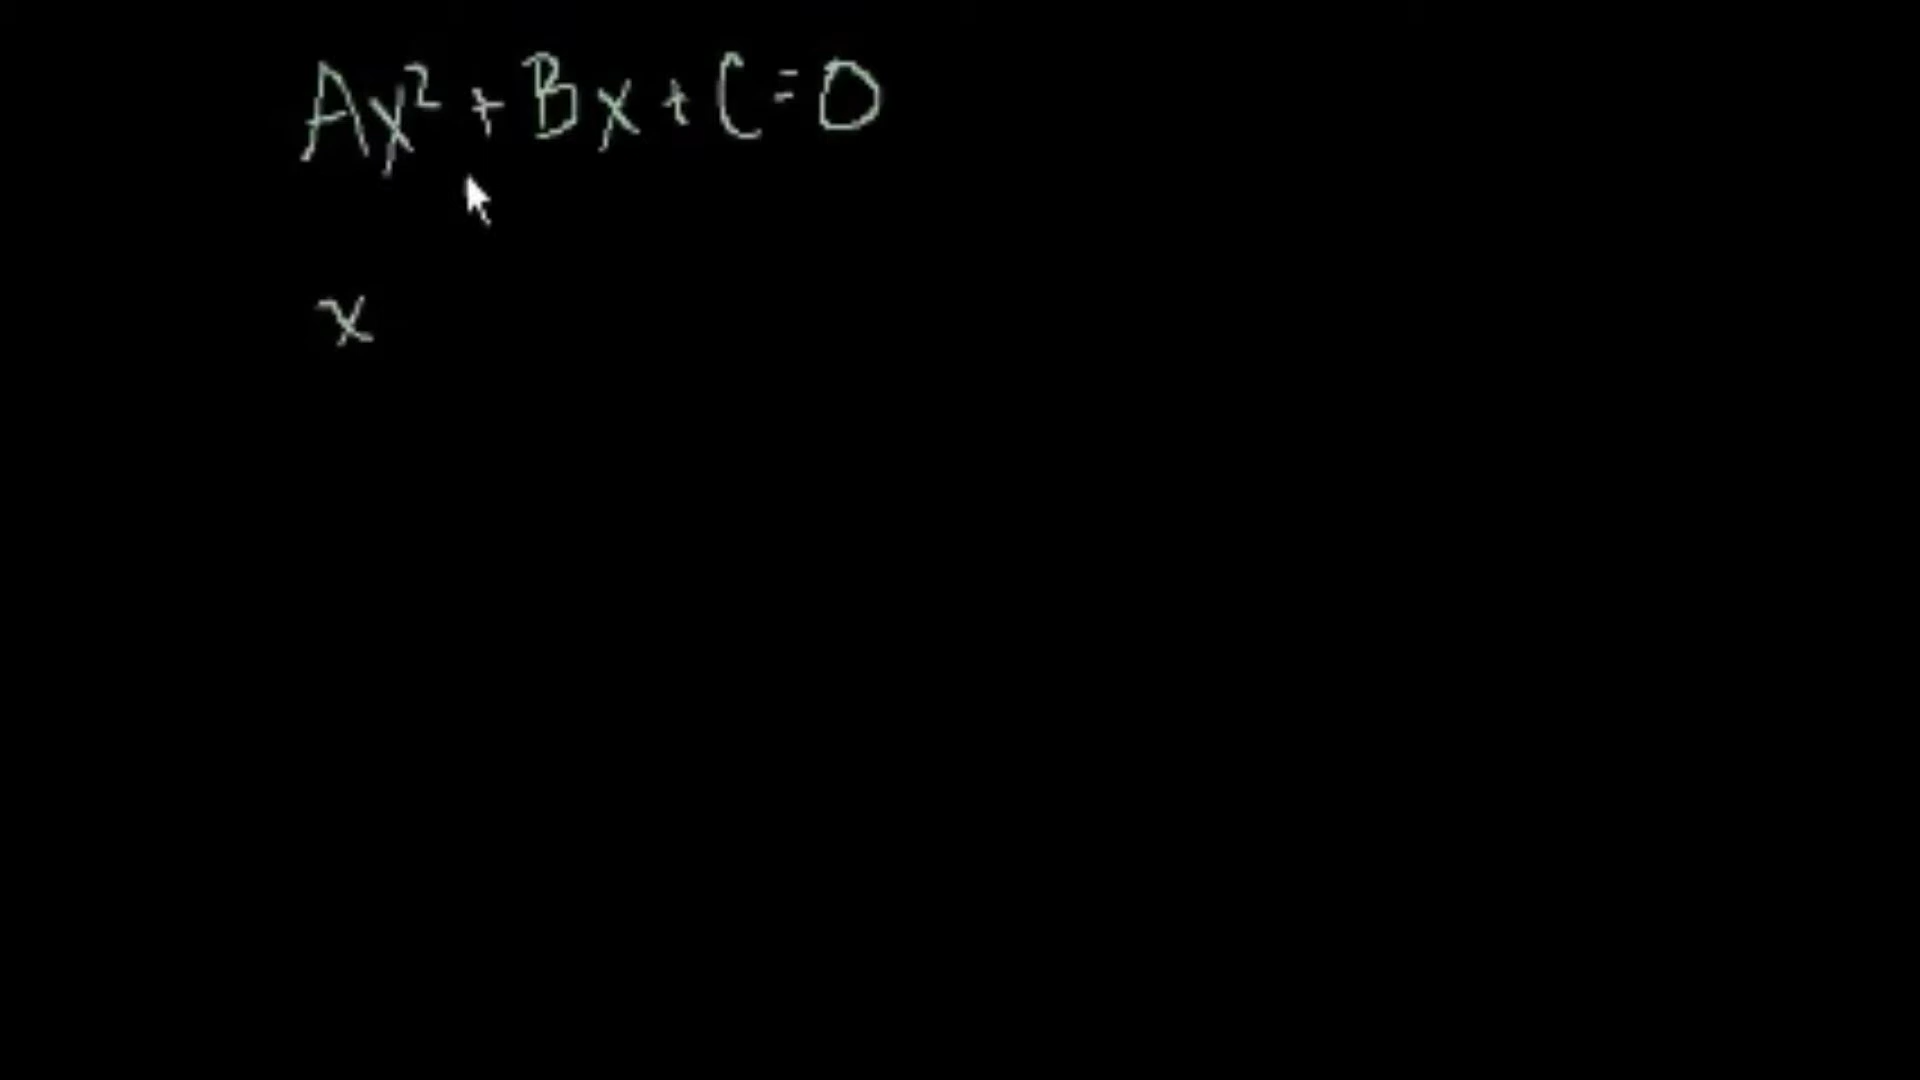 Ax² + Bx + C = 0
x